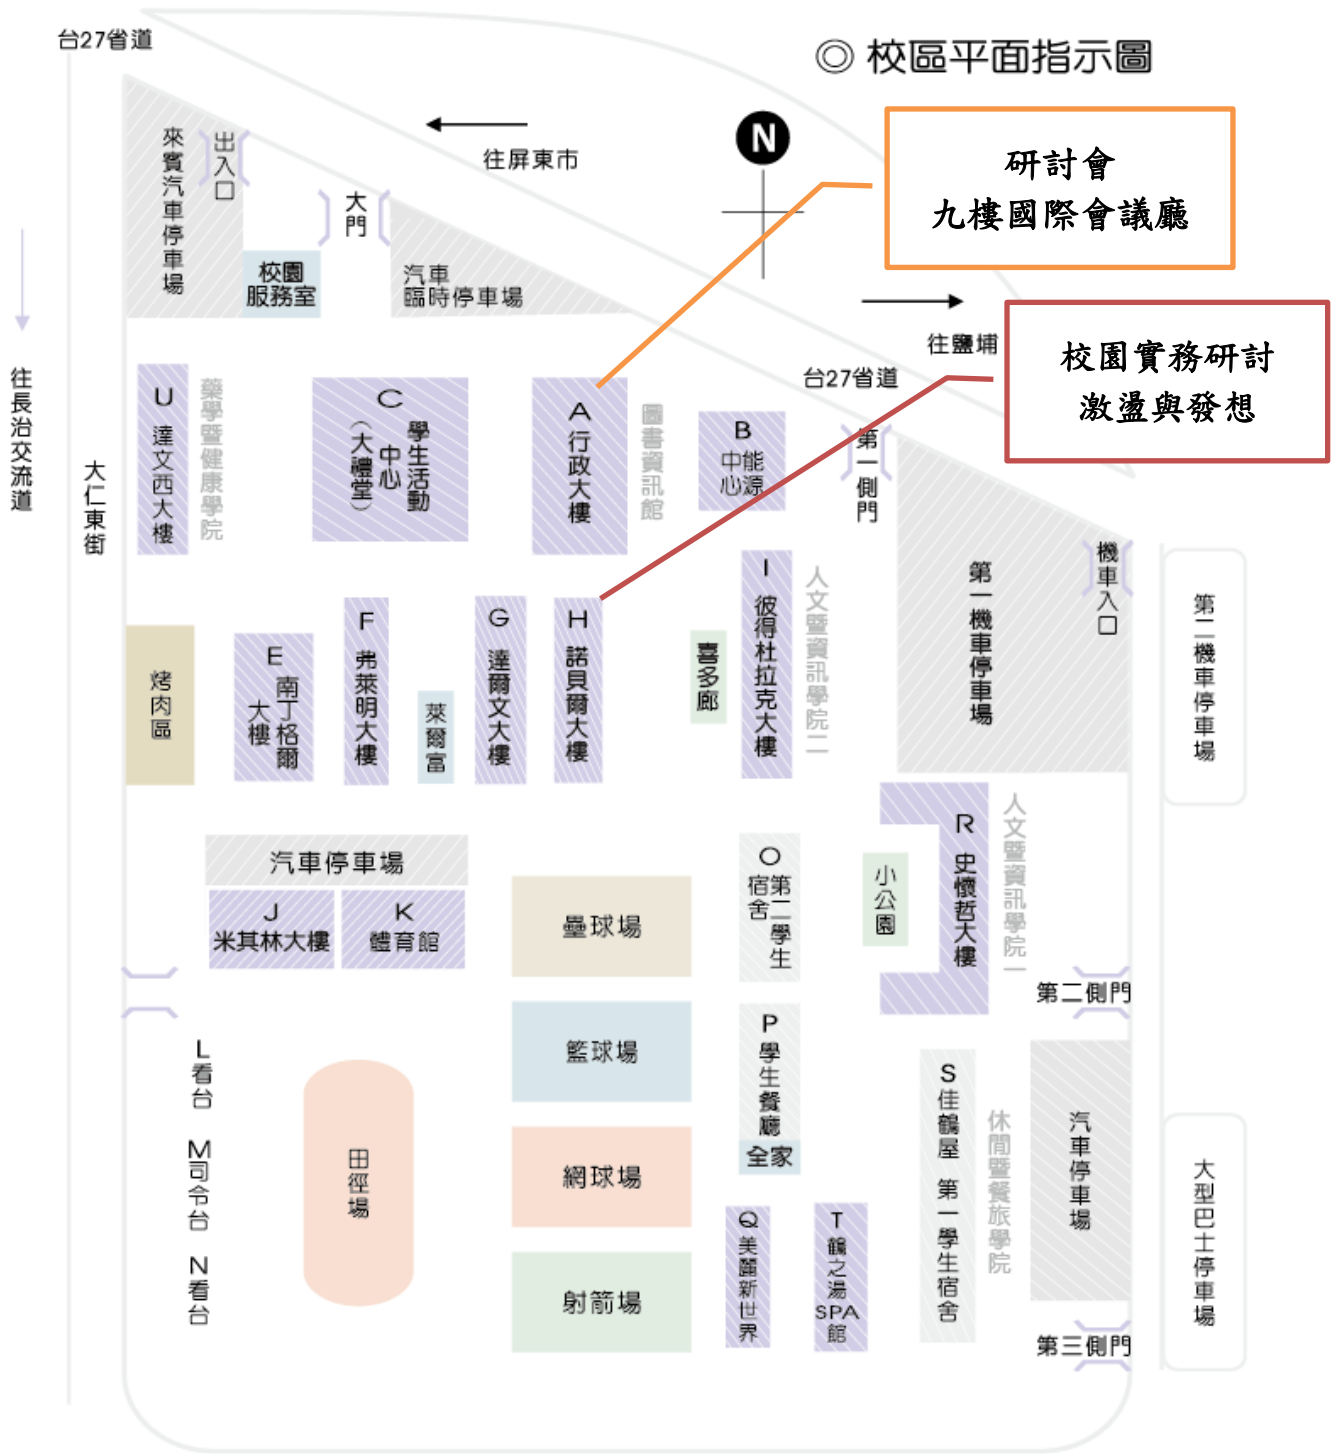 台27省道
◎ 校區平面指示圖
來賓汽車停車場
出入口
大門
往屏東市
N
研討會
九樓國際會議廳
校園
服務室
汽車
臨時停車場
往鹽埔
台27省道
校園實務研討
激盪與發想
往長治交流道
大仁東街
U 達文西大樓
藥學暨健康學院
C
學生活動
中心
(大禮堂)
A 行政大樓
圖書資訊館
B
能源
中心
第一側門
第一機車停車場
機車入口
第二機車停車場
烤肉區
E
南丁格爾
大樓
F 弗萊明大樓
萊爾富
G 達爾文大樓
H 諾貝爾大樓
喜多廊
I 彼得杜拉克大樓
人文暨資訊學院二
汽車停車場
J
米其林大樓
K
體育館
壘球場
O
第二學生
宿舍
小公園
R 史懷哲大樓
人文暨資訊學院一
第二側門
L看台
M司令台
N看台
田徑場
籃球場
網球場
射箭場
P 學生餐廳
全家
Q 美麗新世界
T
鶴之湯
SPA
館
S佳鶴屋 第一學生宿舍
休閒暨餐旅學院
汽車停車場
大型巴士停車場
第三側門